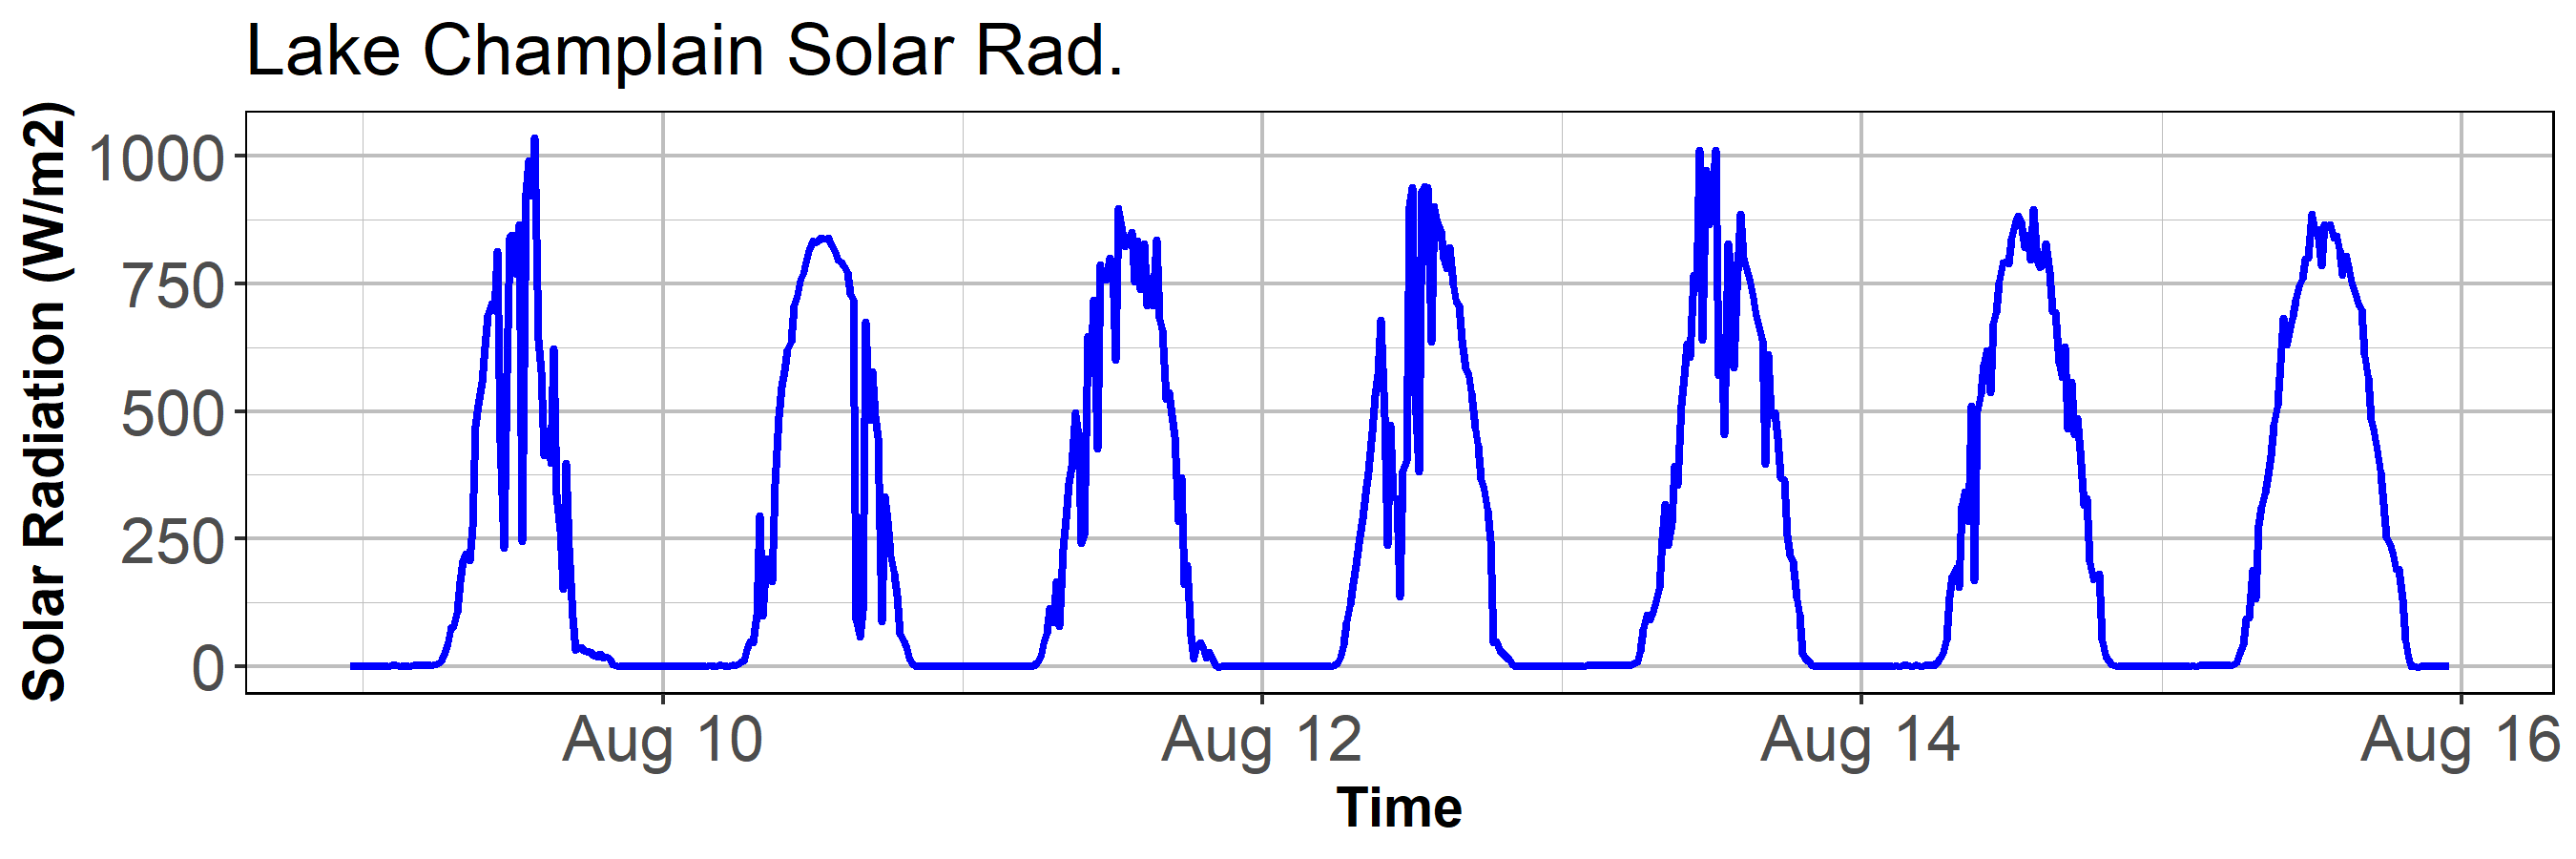 Lake Champlain Solar Rad.
Solar Radiation (W/m2)
1000
750
500
250
0
Aug 10 Aug 12 Aug 14 Aug 16
Time